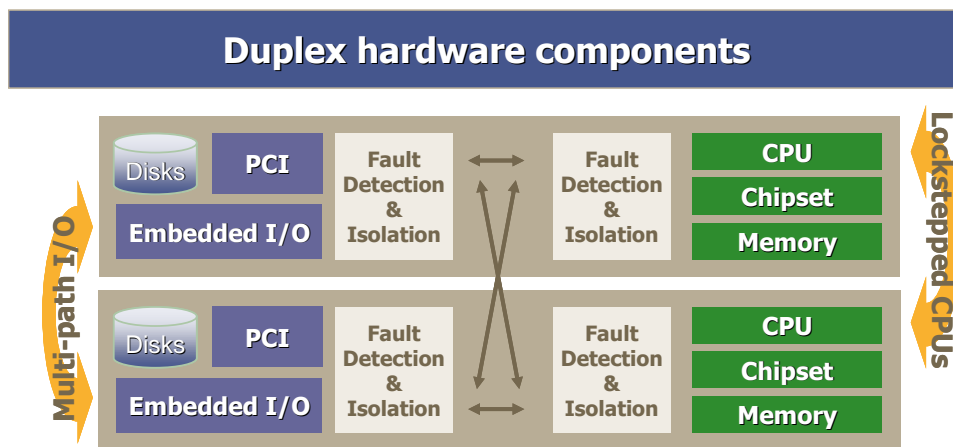 Duplex hardware components
Multi-path I/O
Disks
PCI
Embedded I/O
Fault
Detection
&
Isolation
Fault
Detection
&
Isolation
CPU
Chipset
Memory
Disks
PCI
Embedded I/O
Fault
Detection
&
Isolation
Fault
Detection
&
Isolation
CPU
Chipset
Memory
Lockstepped CPUs